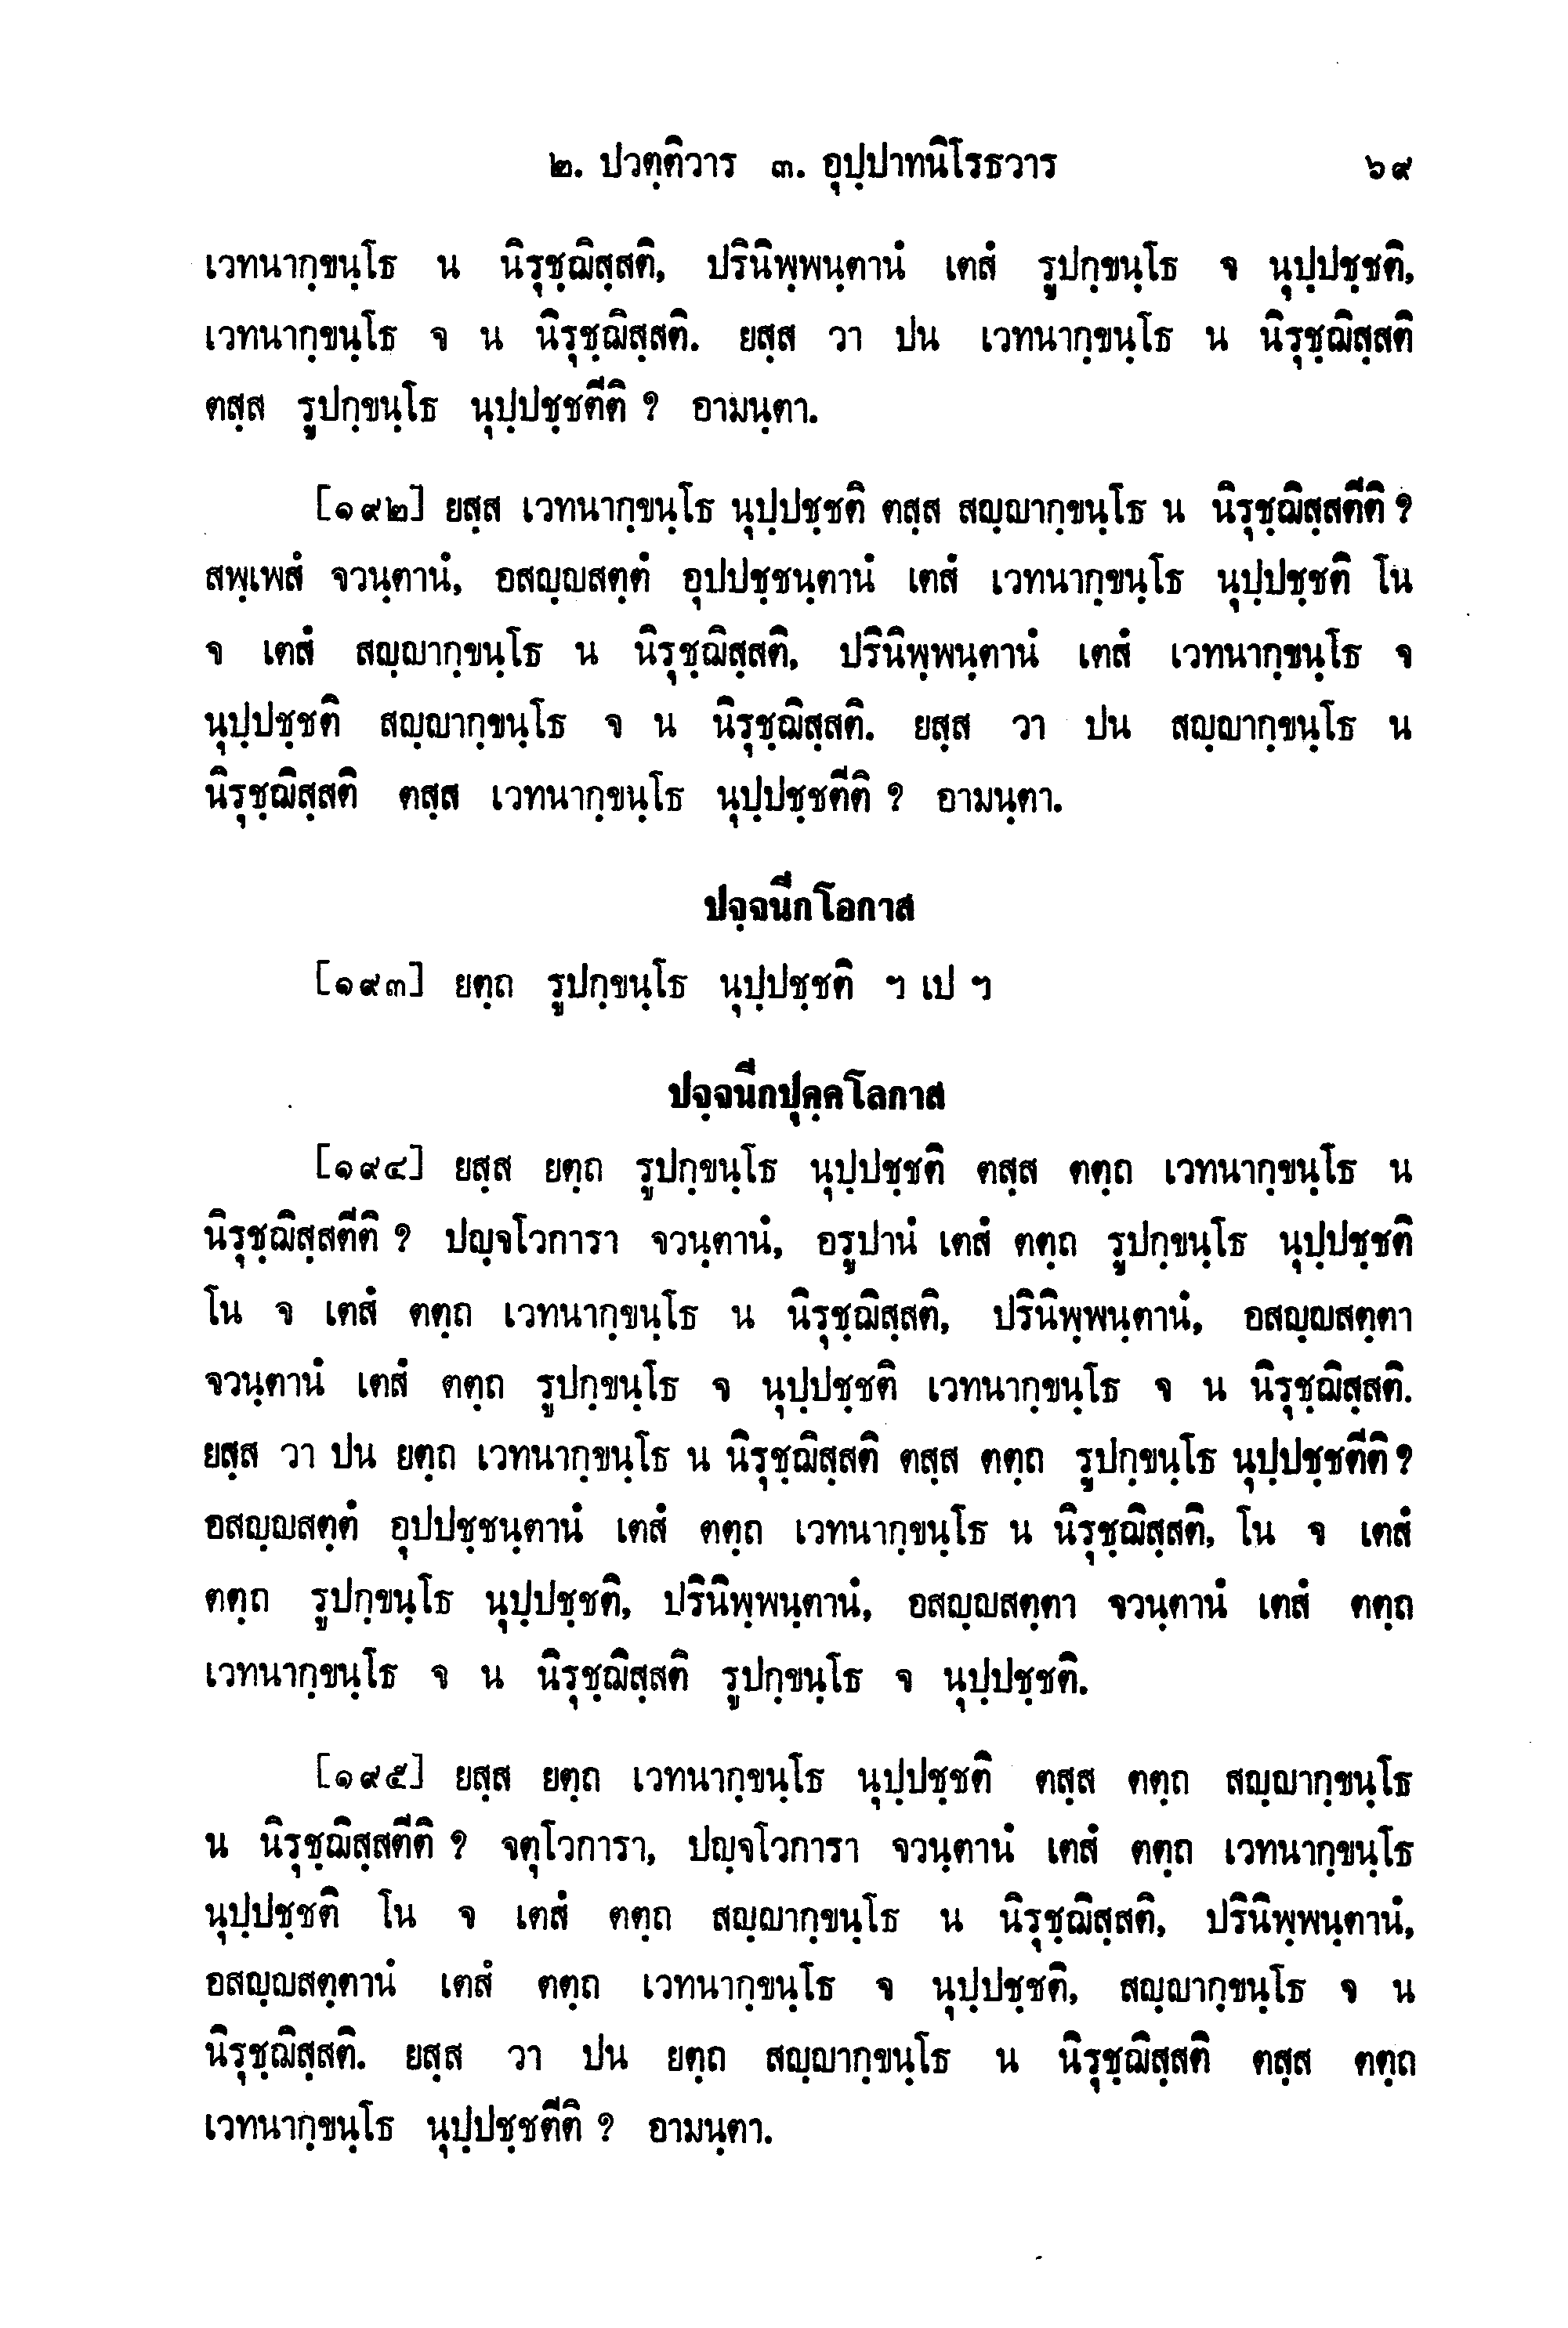 ๒. ปวตฺติวาร ๓. อุปฺปาทนิโรธวาร ๖๙
เวทนากฺขนฺโธ น นิรุชฺฌิสฺสติ, ปรินิพฺพนฺตานํ เตสํ รูปกฺขนฺโธ จ นุปฺปชฺชติ,
เวทนากฺขนฺโธ จ น นิรุชฺฌิสฺสติ. ยสฺส วา ปน เวทนากฺขนฺโธ น นิรุชฺฌิสฺสติ
ตสฺส รูปกฺขนฺโธ นุปฺปชฺชตีติ ? อามนฺตา.
[๑๙๒] ยสฺส เวทนากฺขนฺโธ นุปฺปชฺชติ ตสฺส สญฺญากฺขนฺโธ น นิรุชฺฌิสฺสตีติ ?
สพฺเพสํ จวนฺตานํ, อสญฺญสตฺตํ อุปปชฺชนฺตานํ เตสํ เวทนากฺขนฺโธ นุปฺปชฺชติ โน
จ เตสํ สญฺญากฺขนฺโธ น นิรุชฺฌิสฺสติ, ปรินิพฺพนฺตานํ เตสํ เวทนากฺขนฺโธ จ
นุปฺปชฺชติ สญฺญากฺขนฺโธ จ น นิรุชฺฌิสฺสติ. ยสฺส วา ปน สญฺญากฺขนฺโธ น
นิรุชฺฌิสฺสติ ตสฺส เวทนากฺขนฺโธ นุปฺปชฺชตีติ ? อามนฺตา.
ปจฺจนีกโอกาส
[๑๙๓] ยตฺถ รูปกฺขนฺโธ นุปฺปชฺชติ ฯ เป ฯ
ปจฺจนีกปุคฺคโลกาส
[๑๙๔] ยสฺส ยตฺถ รูปกฺขนฺโธ นุปฺปชฺชติ ตสฺส ตตฺถ เวทนากฺขนฺโธ น
นิรุชฺฌิสฺสตีติ ? ปญฺจโวการา จวนฺตานํ, อรูปานํ เตสํ ตตฺถ รูปกฺขนฺโธ นุปฺปชฺชติ
โน จ เตสํ ตตฺถ เวทนากฺขนฺโธ น นิรุชฺฌิสฺสติ, ปรินิพฺพนฺตานํ, อสญฺญสตฺตา
จวนฺตานํ เตสํ ตตฺถ รูปกฺขนฺโธ จ นุปฺปชฺชติ เวทนากฺขนฺโธ จ น นิรุชฺฌิสฺสติ.
ยสฺส วา ปน ยตฺถ เวทนากฺขนฺโธ น นิรุชฺฌิสฺสติ ตสฺส ตตฺถ รูปกฺขนฺโธ นุปฺปชฺชตีติ ?
อสญฺญสตฺตํ อุปปชฺชนฺตานํ เตสํ ตตฺถ เวทนากฺขนฺโธ น นิรุชฺฌิสฺสติ, โน จ เตสํ
ตตฺถ รูปกฺขนฺโธ นุปฺปชฺชติ, ปรินิพฺพนฺตานํ, อสญฺญสตฺตา จวนฺตานํ เตสํ ตตฺถ
เวทนากฺขนฺโธ จ น นิรุชฺฌิสฺสติ รูปกฺขนฺโธ จ นุปฺปชฺชติ.
[๑๙๕] ยสฺส ยตฺถ เวทนากฺขนฺโธ นุปฺปชฺชติ ตสฺส ตตฺถ สญฺญากฺขนฺโธ
น นิรุชฺฌิสฺสตีติ ? จตุโวการา, ปญฺจโวการา จวนฺตานํ เตสํ ตตฺถ เวทนากฺขนฺโธ
นุปฺปชฺชติ โน จ เตสํ ตตฺถ สญฺญากฺขนฺโธ น นิรุชฺฌิสฺสติ, ปรินิพฺพนฺตานํ,
อสญฺญสตฺตานํ เตสํ ตตฺถ เวทนากฺขนฺโธ จ นุปฺปชฺชติ, สญฺญากฺขนฺโธ จ น
นิรุชฺฌิสฺสติ. ยสฺส วา ปน ยตฺถ สญฺญากฺขนฺโธ น นิรุชฺฌิสฺสติ ตสฺส ตตฺถ
เวทนากฺขนฺโธ นุปฺปชฺชตีติ ? อามนฺตา.